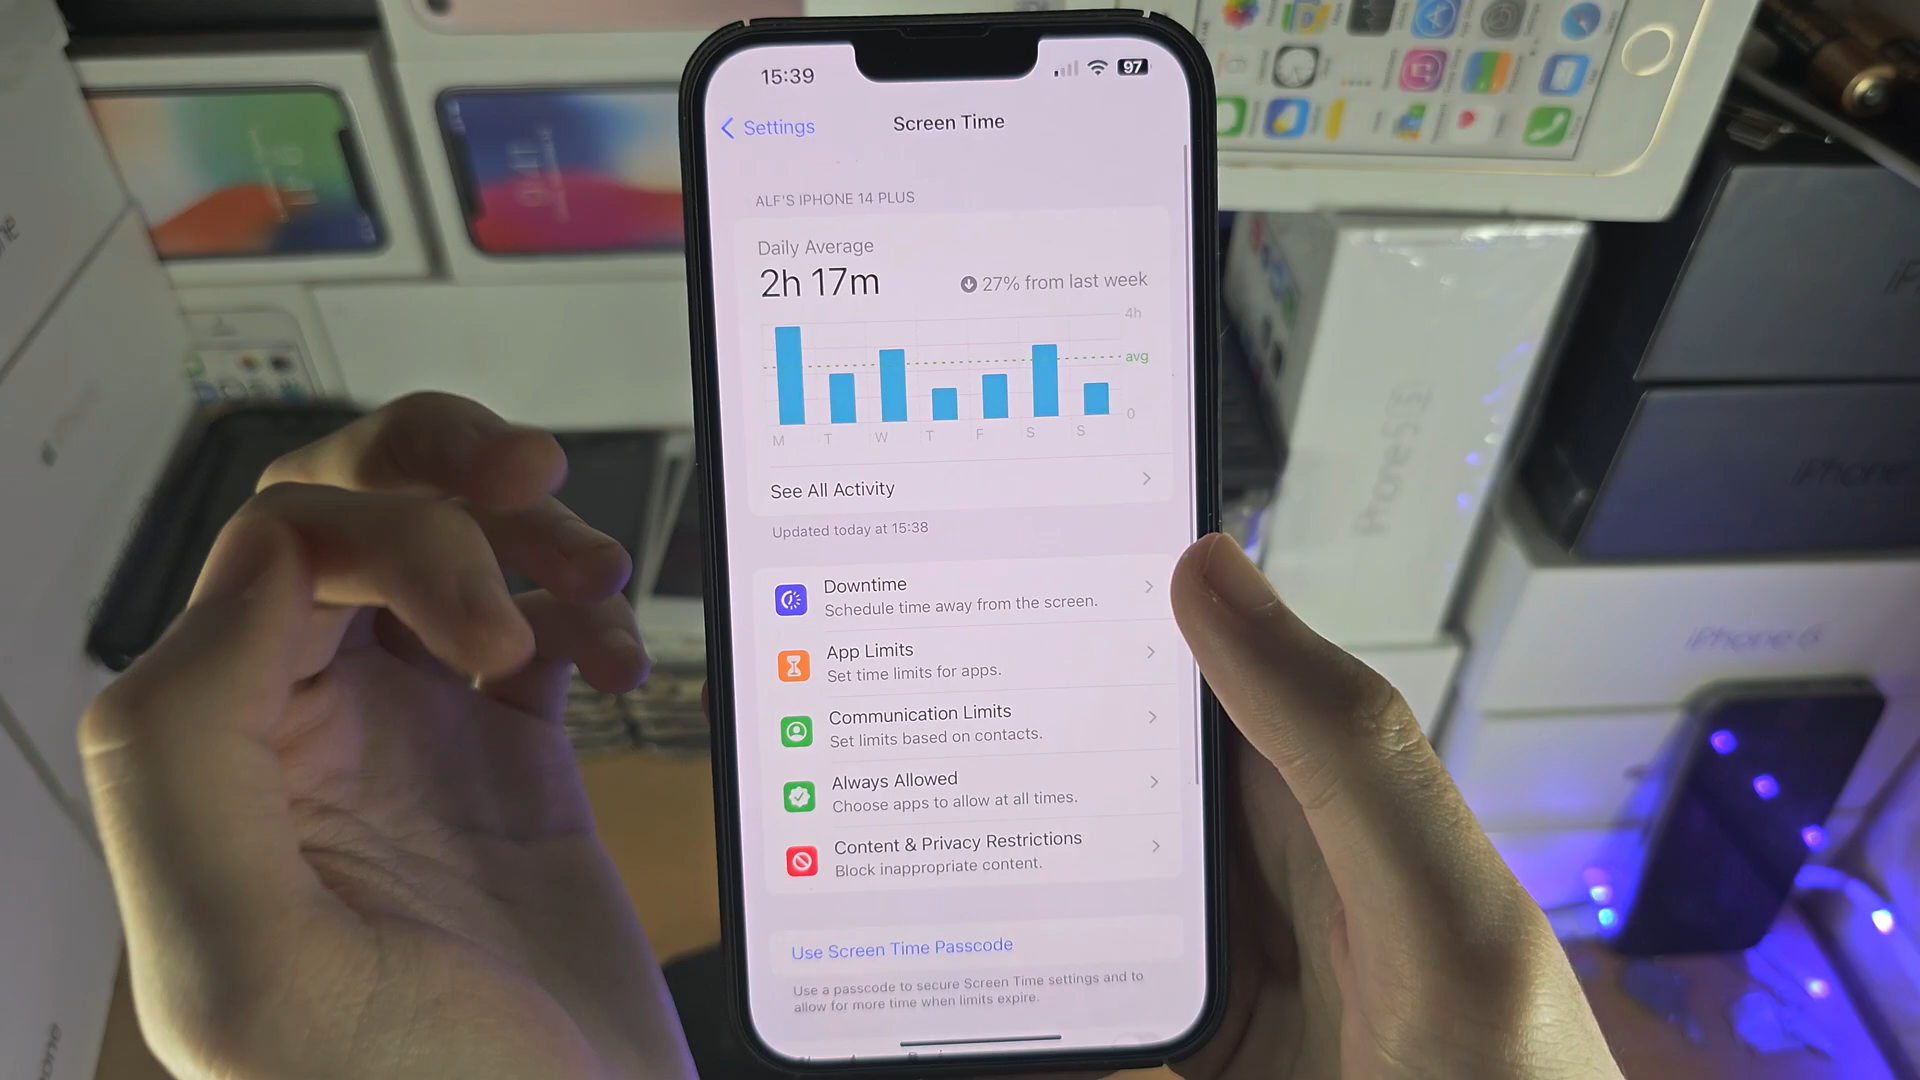 15:39
97
Settings
Screen Time
ALF'S IPHONE 14 PLUS
Daily Average
2h 17m
27% from last week
4h
avg
0
M T W T F S S
See All Activity
Updated today at 15:38
Downtime
Schedule time away from the screen.
App Limits
Set time limits for apps.
Communication Limits
Set limits based on contacts.
Always Allowed
Choose apps to allow at all times.
Content & Privacy Restrictions
Block inappropriate content.
Use Screen Time Passcode
Use a passcode to secure Screen Time settings and to
allow for more time when limits expire.
iPhone
iPhone 6